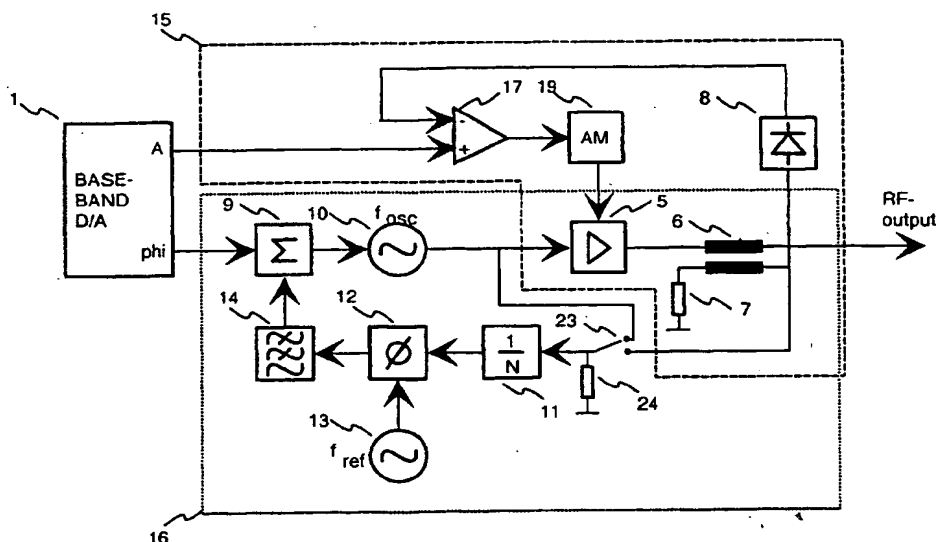 15
1
17
19
8
A
-
+
AM
BASE-
BAND
D/A
9
10
f osc
5
6
RF-
output
phi
Σ
7
14
12
23
ø
1
N
11
24
13
f ref
16